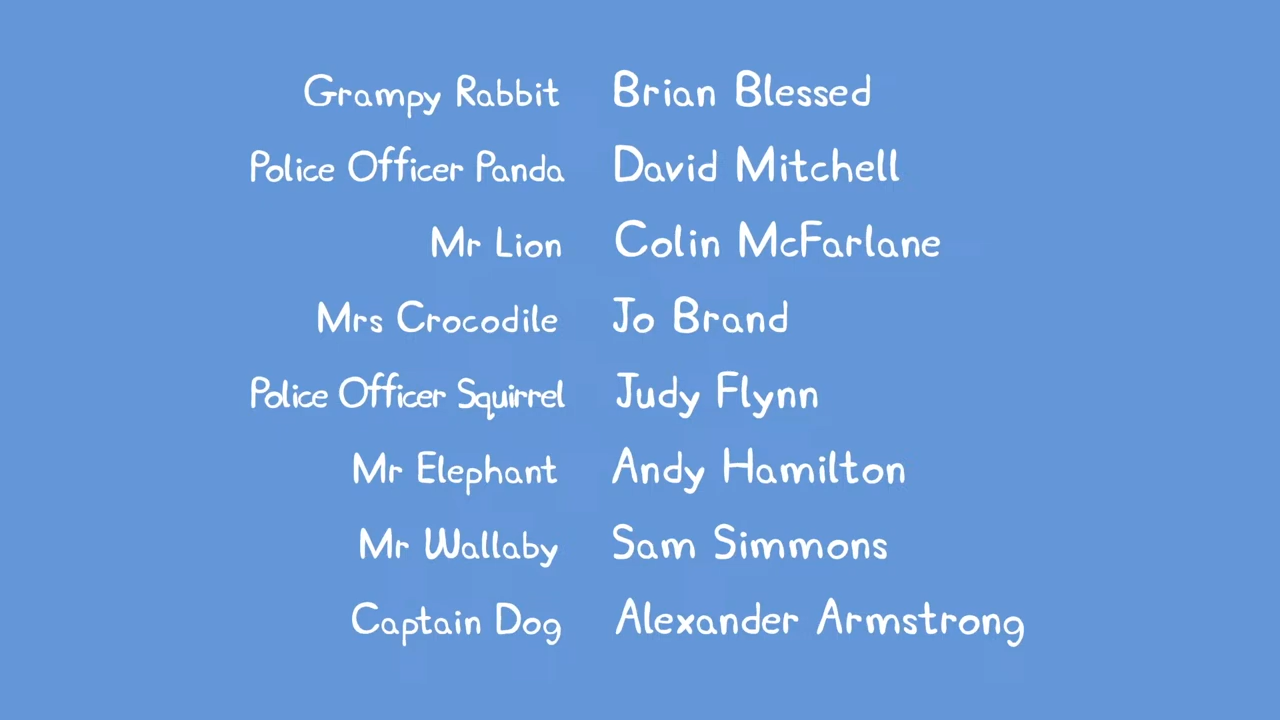 Grampy Rabbit Brian Blessed
Police Officer Panda David Mitchell
Mr Lion Colin McFarlane
Mrs Crocodile Jo Brand
Police Officer Squirrel Judy Flynn
Mr Elephant Andy Hamilton
Mr Wallaby Sam Simmons
Captain Dog Alexander Armstrong